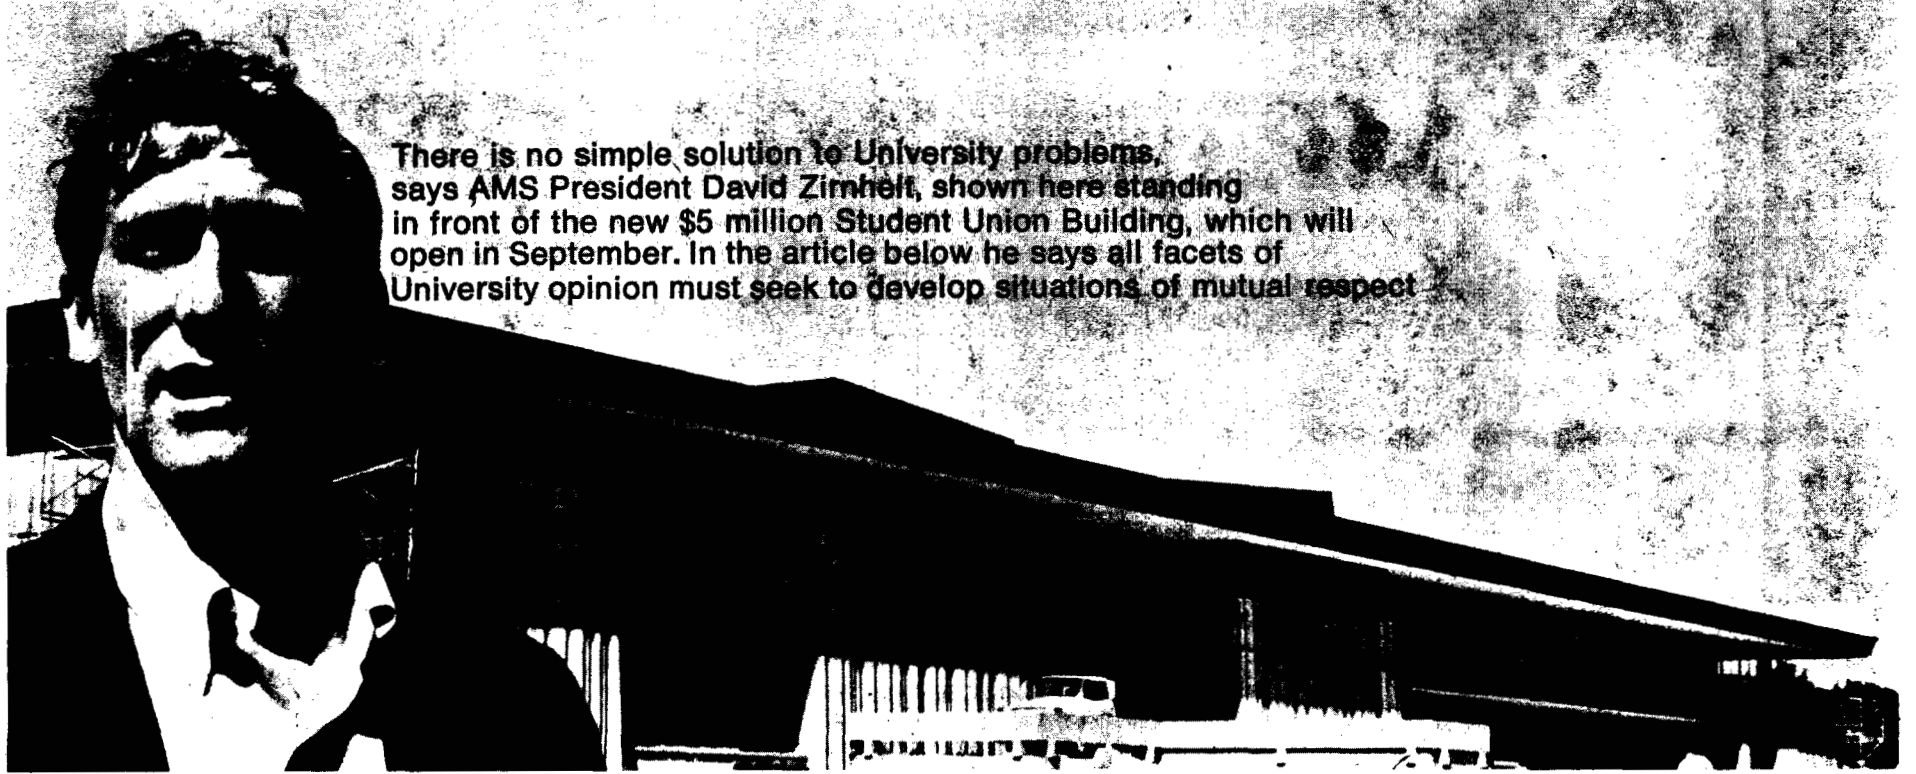 There is no simple solution to University problems,
says AMS President David Zirnhelt, shown here standing
in front of the new $5 million Student Union Building, which will
open in September. In the article below he says all facets of
University opinion must seek to develop situations of mutual respect